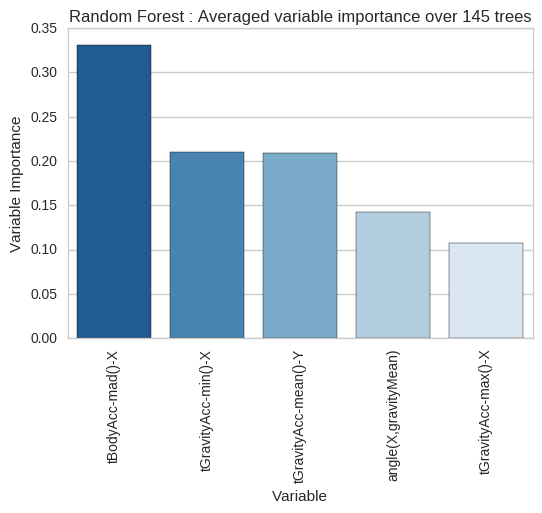 Random Forest : Averaged variable importance over 145 trees
0.35
0.30
0.25
0.20
0.15
0.10
0.05
0.00
Variable Importance
tBodyAcc-mad()-X
tGravityAcc-min()-X
tGravityAcc-mean()-Y
angle(X,gravityMean)
tGravityAcc-max()-X
Variable